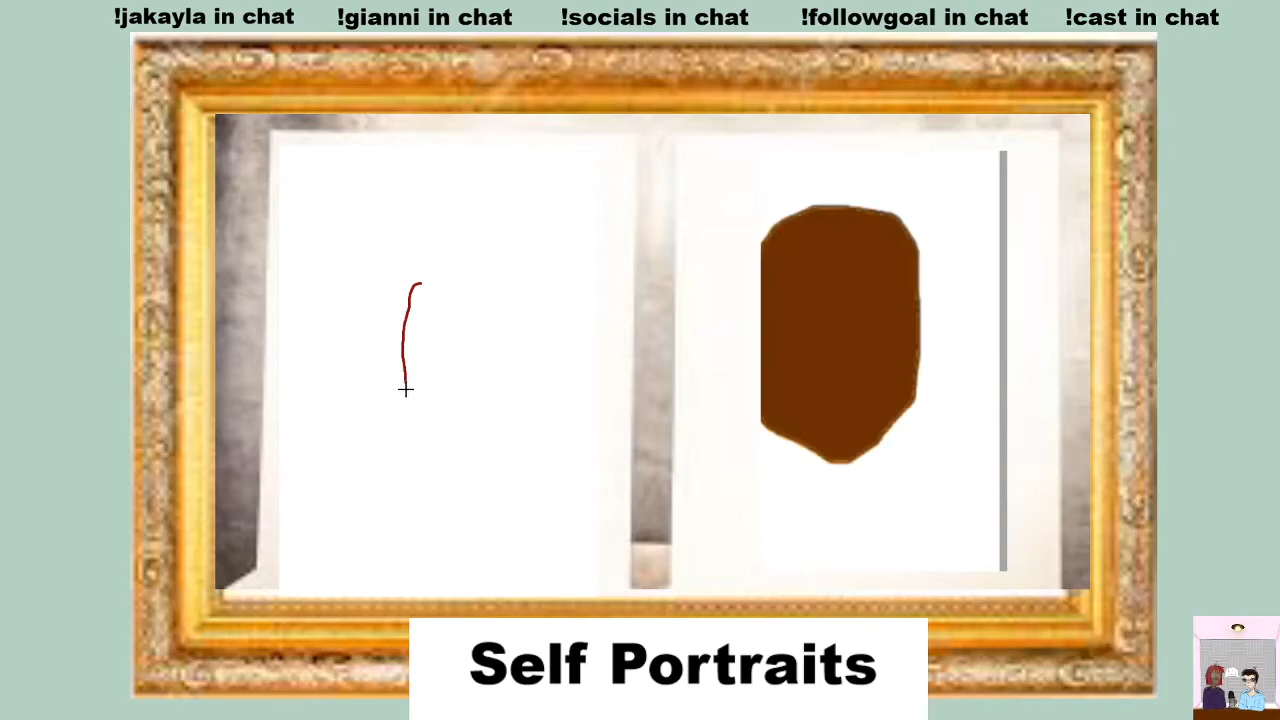 !jakayla in chat !gianni in chat !socials in chat !followgoal in chat !cast in chat
Self Portraits